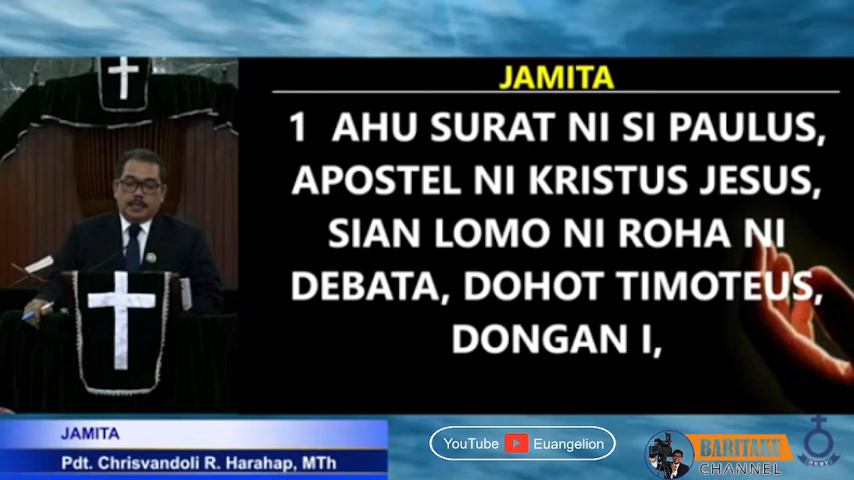 JAMITA
1 AHU SURAT NI SI PAULUS,
APOSTEL NI KRISTUS JESUS,
SIAN LOMO NI ROHA NI
DEBATA, DOHOT TIMOTEUS,
DONGAN I,
JAMITA
Pdt. Chrisvandoli R. Harahap, MTh
YouTube Euangelion
BARITAKU
CHANNEL